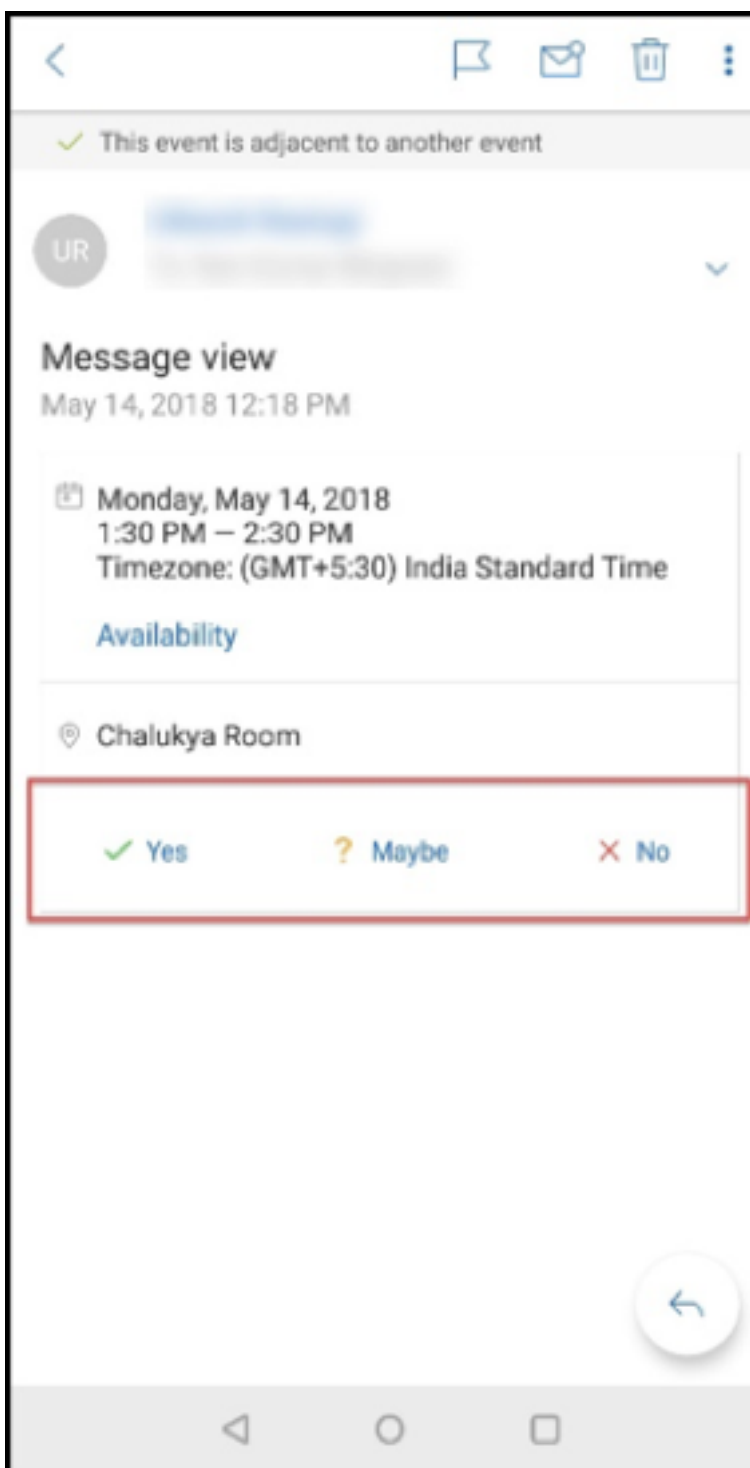 This event is adjacent to another event
UR
Message view
May 14, 2018 12:18 PM
Monday, May 14, 2018
1:30 PM — 2:30 PM
Timezone: (GMT+5:30) India Standard Time
Availability
Chalukya Room
Yes ? Maybe No